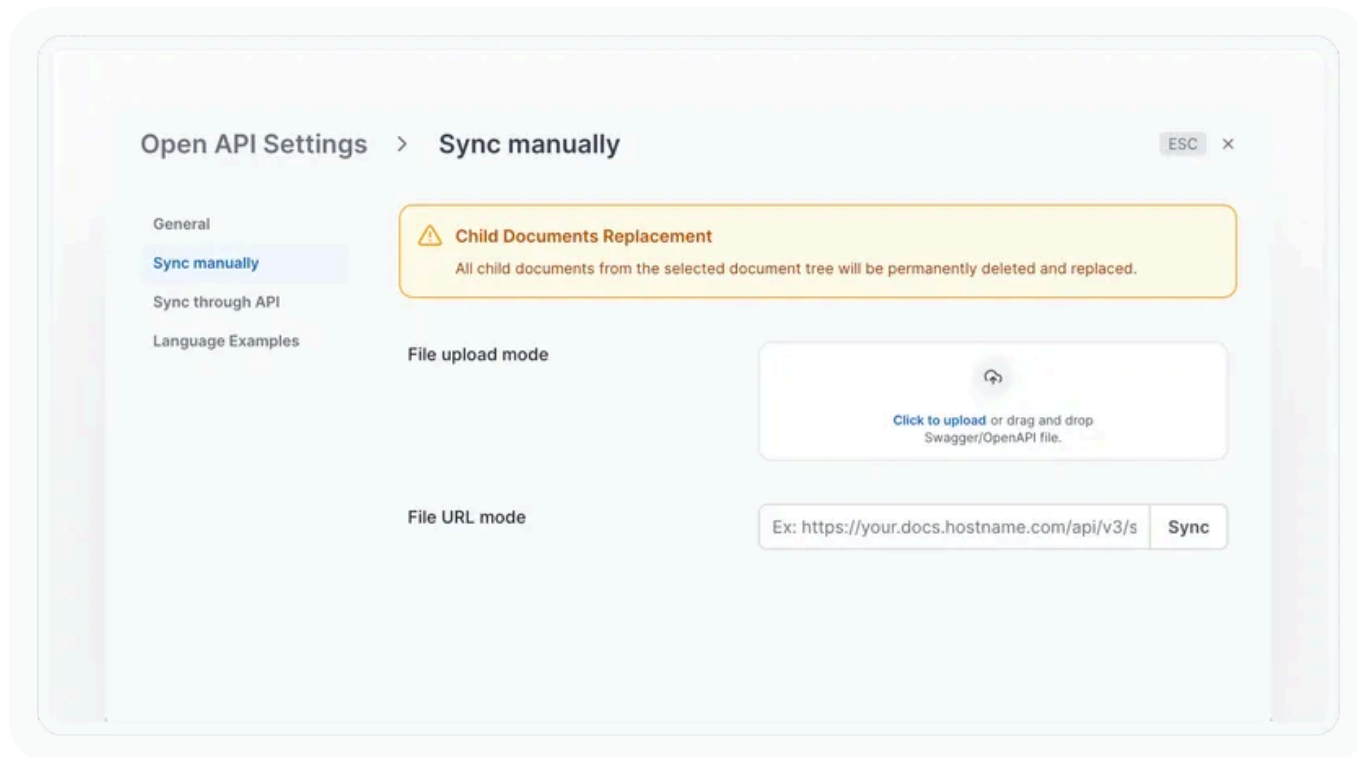 Open API Settings > Sync manually
ESC ×
General
Sync manually
Sync through API
Language Examples
Child Documents Replacement
All child documents from the selected document tree will be permanently deleted and replaced.
File upload mode
Click to upload or drag and drop
Swagger/OpenAPI file.
File URL mode
Ex: https://your.docs.hostname.com/api/v3/s
Sync